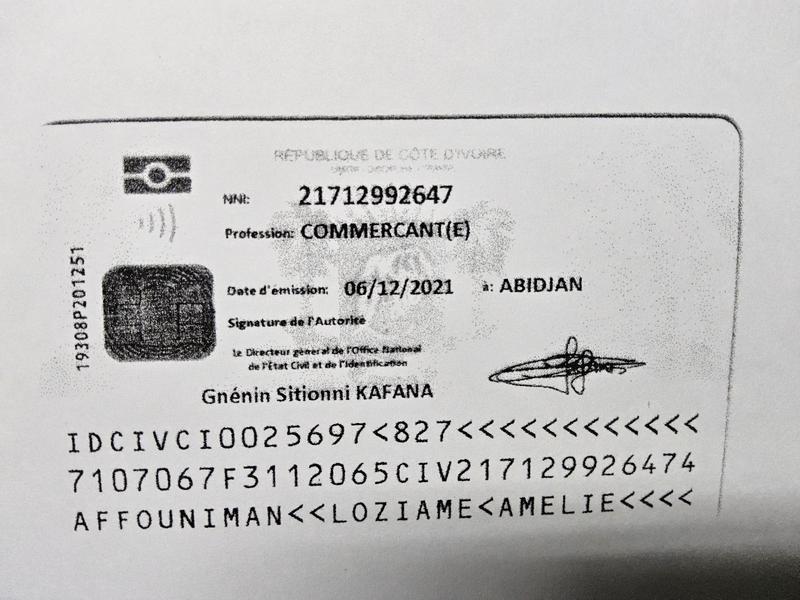 RÉPUBLIQUE DE CÔTE D'IVOIRE
NNI: 21712992647
Profession: COMMERCANT(E)
Date d'émission: 06/12/2021 à: ABIDJAN
Signature de l'Autorité
Le Directeur général de l'Office National
de l'État Civil et de l'Identification
Gnénin Sitionni KAFANA
19308P201251
IDCIVCI0025697<827<<<<<<<<<<<<
7107067F3112065CIV217129926474
AFFOUNIMAN<<LOZIAME<AMELIE<<<<